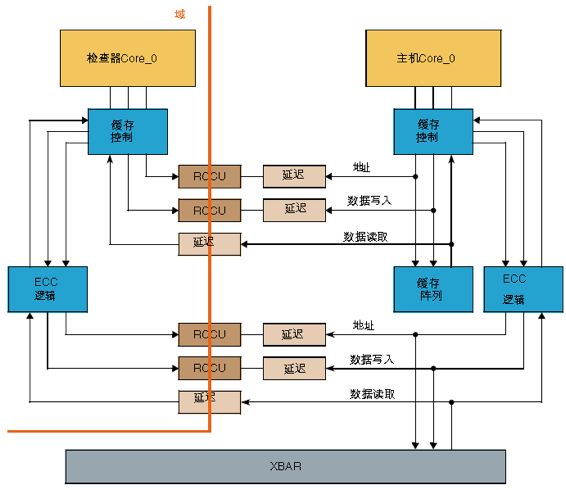 域
检查器Core_0
主机Core_0
缓存
控制
缓存
控制
RCCU
延迟
地址
RCCU
延迟
数据写入
延迟
数据读取
ECC
逻辑
缓存
阵列
ECC
逻辑
RCCU
延迟
地址
RCCU
延迟
数据写入
延迟
数据读取
XBAR